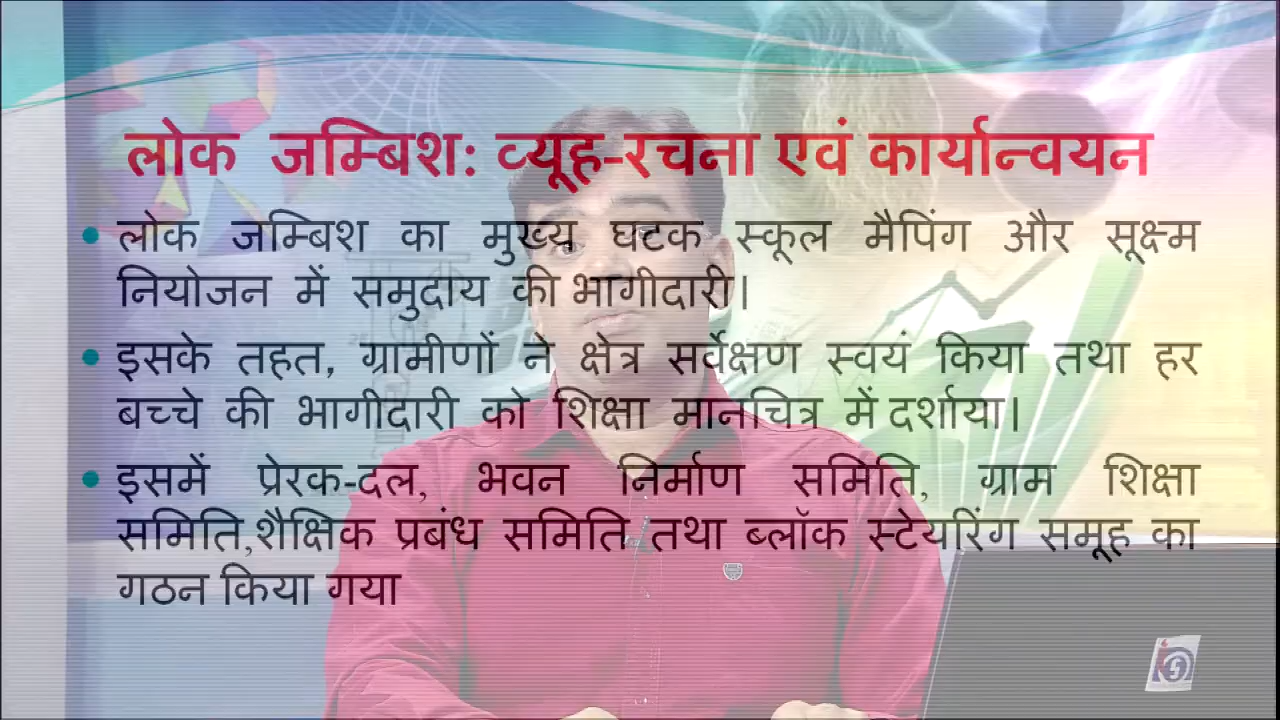 लोक जम्बिश: व्यूह-रचना एवं कार्यान्वयन
लोक जम्बिश का मुख्य घटक स्कूल मैपिंग और सूक्ष्म
नियोजन में समुदाय की भागीदारी।
इसके तहत, ग्रामीणों ने क्षेत्र सर्वेक्षण स्वयं किया तथा हर
बच्चे की भागीदारी को शिक्षा मानचित्र में दर्शाया।
इसमें प्रेरक-दल, भवन निर्माण समिति, ग्राम शिक्षा
समिति,शैक्षिक प्रबंध समिति तथा ब्लॉक स्टेयरिंग समूह का
गठन किया गया